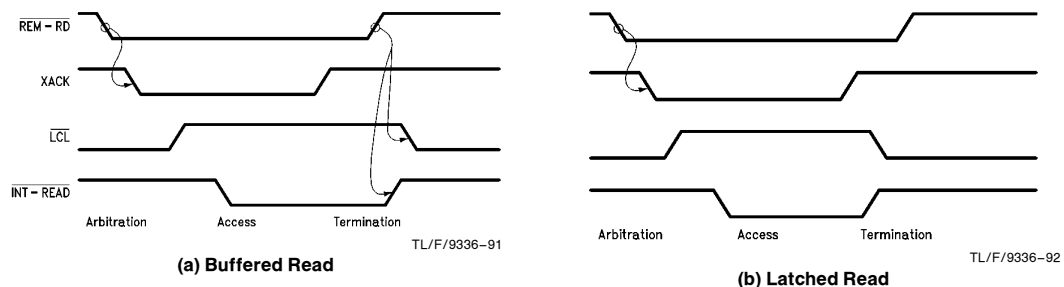 REM - RD
XACK
LCL
INT - READ
Arbitration Access Termination
TL/F/9336-91
(a) Buffered Read
Arbitration Access Termination
TL/F/9336-92
(b) Latched Read